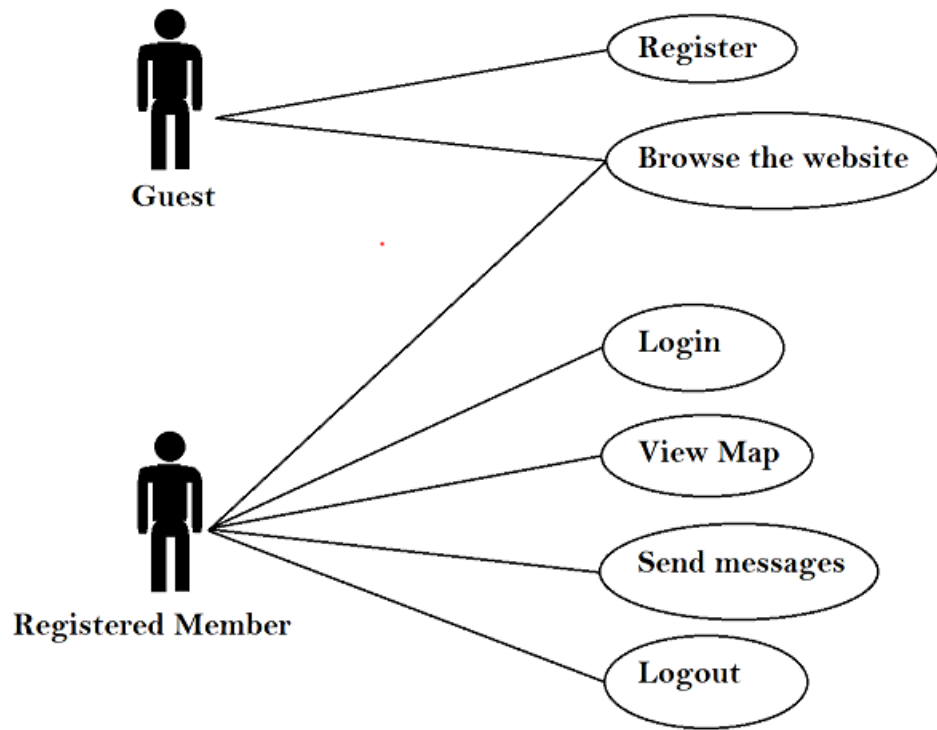 Register
Browse the website
Guest
Login
View Map
Send messages
Registered Member
Logout